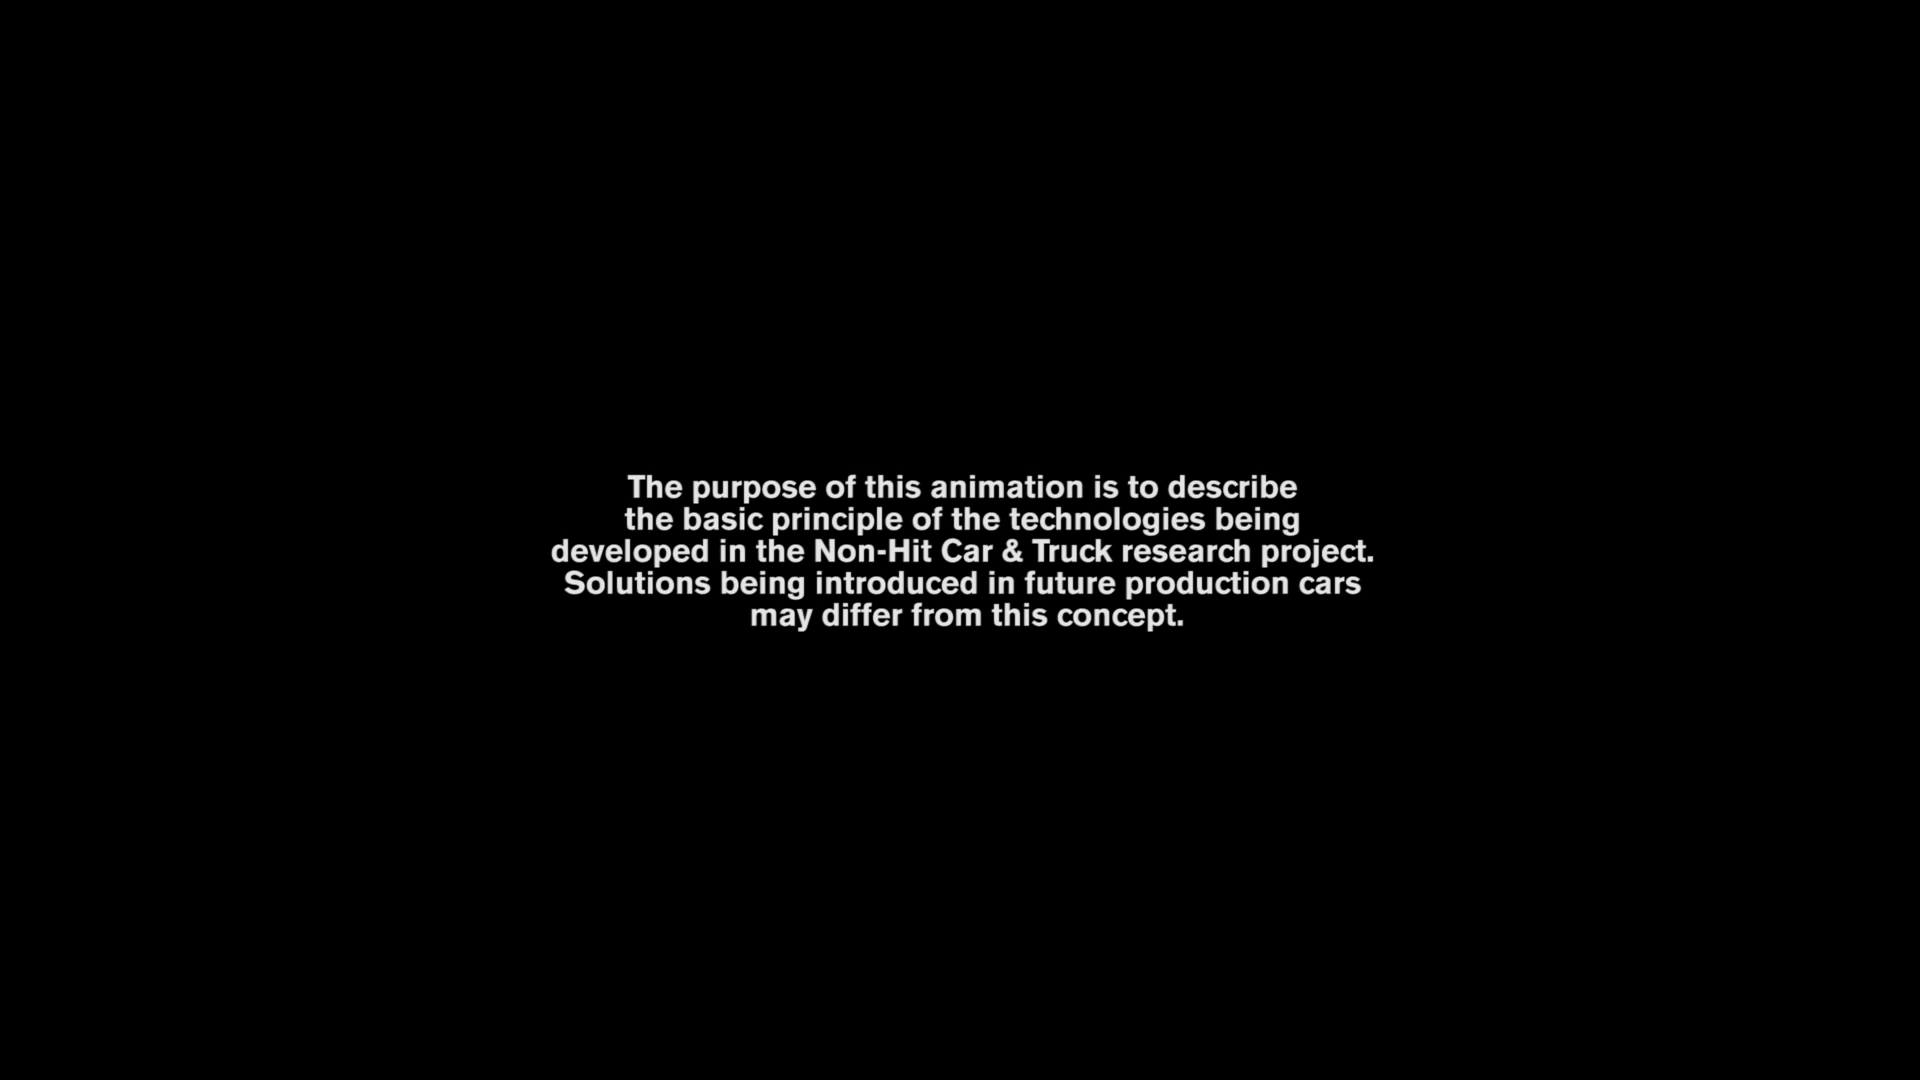 The purpose of this animation is to describe
the basic principle of the technologies being
developed in the Non-Hit Car & Truck research project.
Solutions being introduced in future production cars
may differ from this concept.